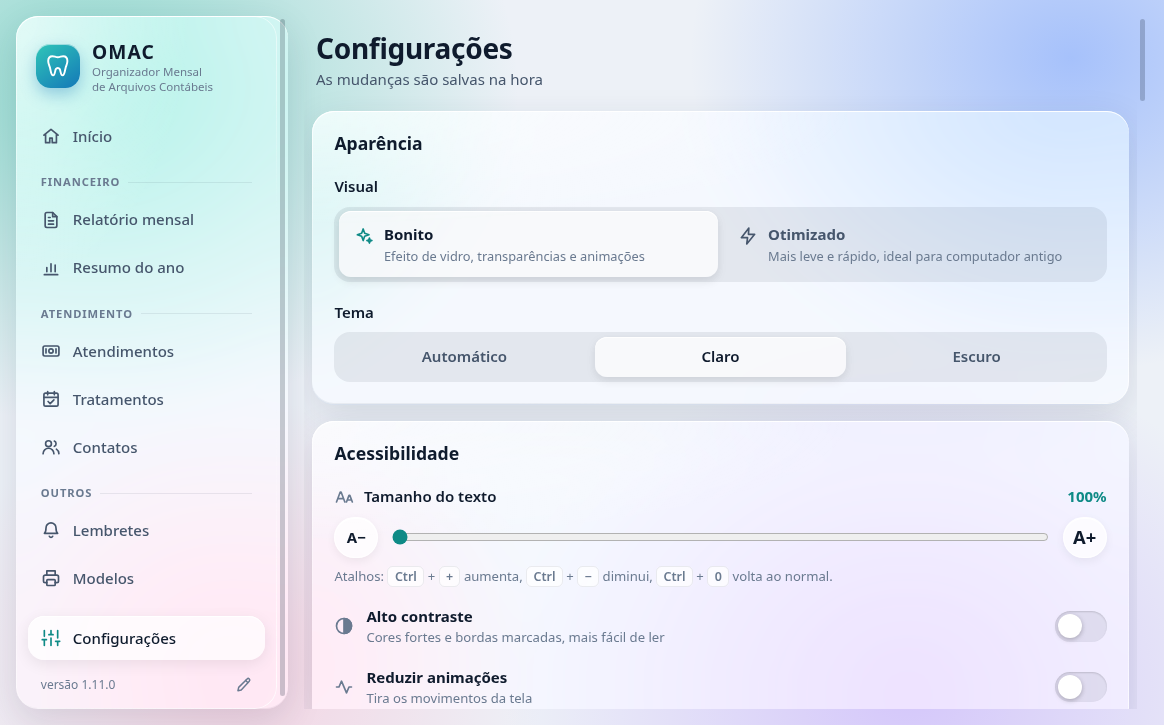 OMAC
Organizador Mensal
de Arquivos Contábeis
Início
FINANCEIRO
Relatório mensal
Resumo do ano
ATENDIMENTO
Atendimentos
Tratamentos
Contatos
OUTROS
Lembretes
Modelos
Configurações
versão 1.11.0
Configurações
As mudanças são salvas na hora
Aparência
Visual
Bonito
Efeito de vidro, transparências e animações
Otimizado
Mais leve e rápido, ideal para computador antigo
Tema
Automático
Claro
Escuro
Acessibilidade
Tamanho do texto
100%
A−
A+
Atalhos: Ctrl + + aumenta, Ctrl + − diminui, Ctrl + 0 volta ao normal.
Alto contraste
Cores fortes e bordas marcadas, mais fácil de ler
Reduzir animações
Tira os movimentos da tela